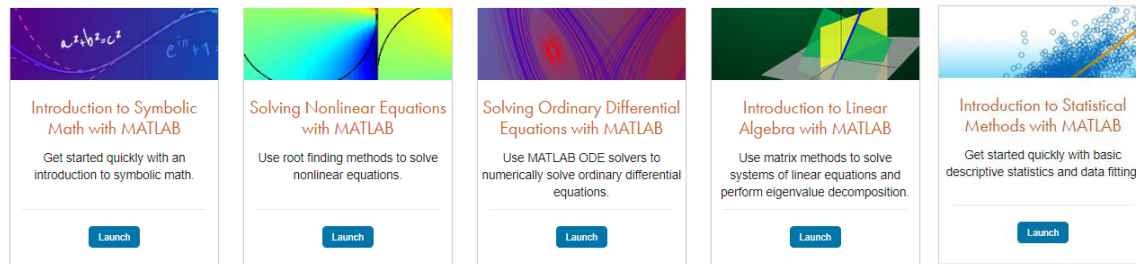 a²+b²=c²
e^iπ+1=
Introduction to Symbolic
Math with MATLAB
Get started quickly with an
introduction to symbolic math.
Launch
Solving Nonlinear Equations
with MATLAB
Use root finding methods to solve
nonlinear equations.
Launch
Solving Ordinary Differential
Equations with MATLAB
Use MATLAB ODE solvers to
numerically solve ordinary differential
equations.
Launch
Introduction to Linear
Algebra with MATLAB
Use matrix methods to solve
systems of linear equations and
perform eigenvalue decomposition.
Launch
Introduction to Statistical
Methods with MATLAB
Get started quickly with basic
descriptive statistics and data fitting
Launch